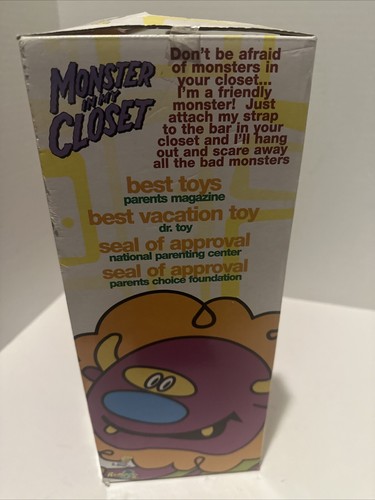 MONSTER
IN MY
CLOSET
Don't be afraid
of monsters in
your closet...
I'm a friendly
monster! Just
attach my strap
to the bar in your
closet and I'll hang
out and scare away
all the bad monsters
best toys
parents magazine
best vacation toy
dr. toy
seal of approval
national parenting center
seal of approval
parents choice foundation